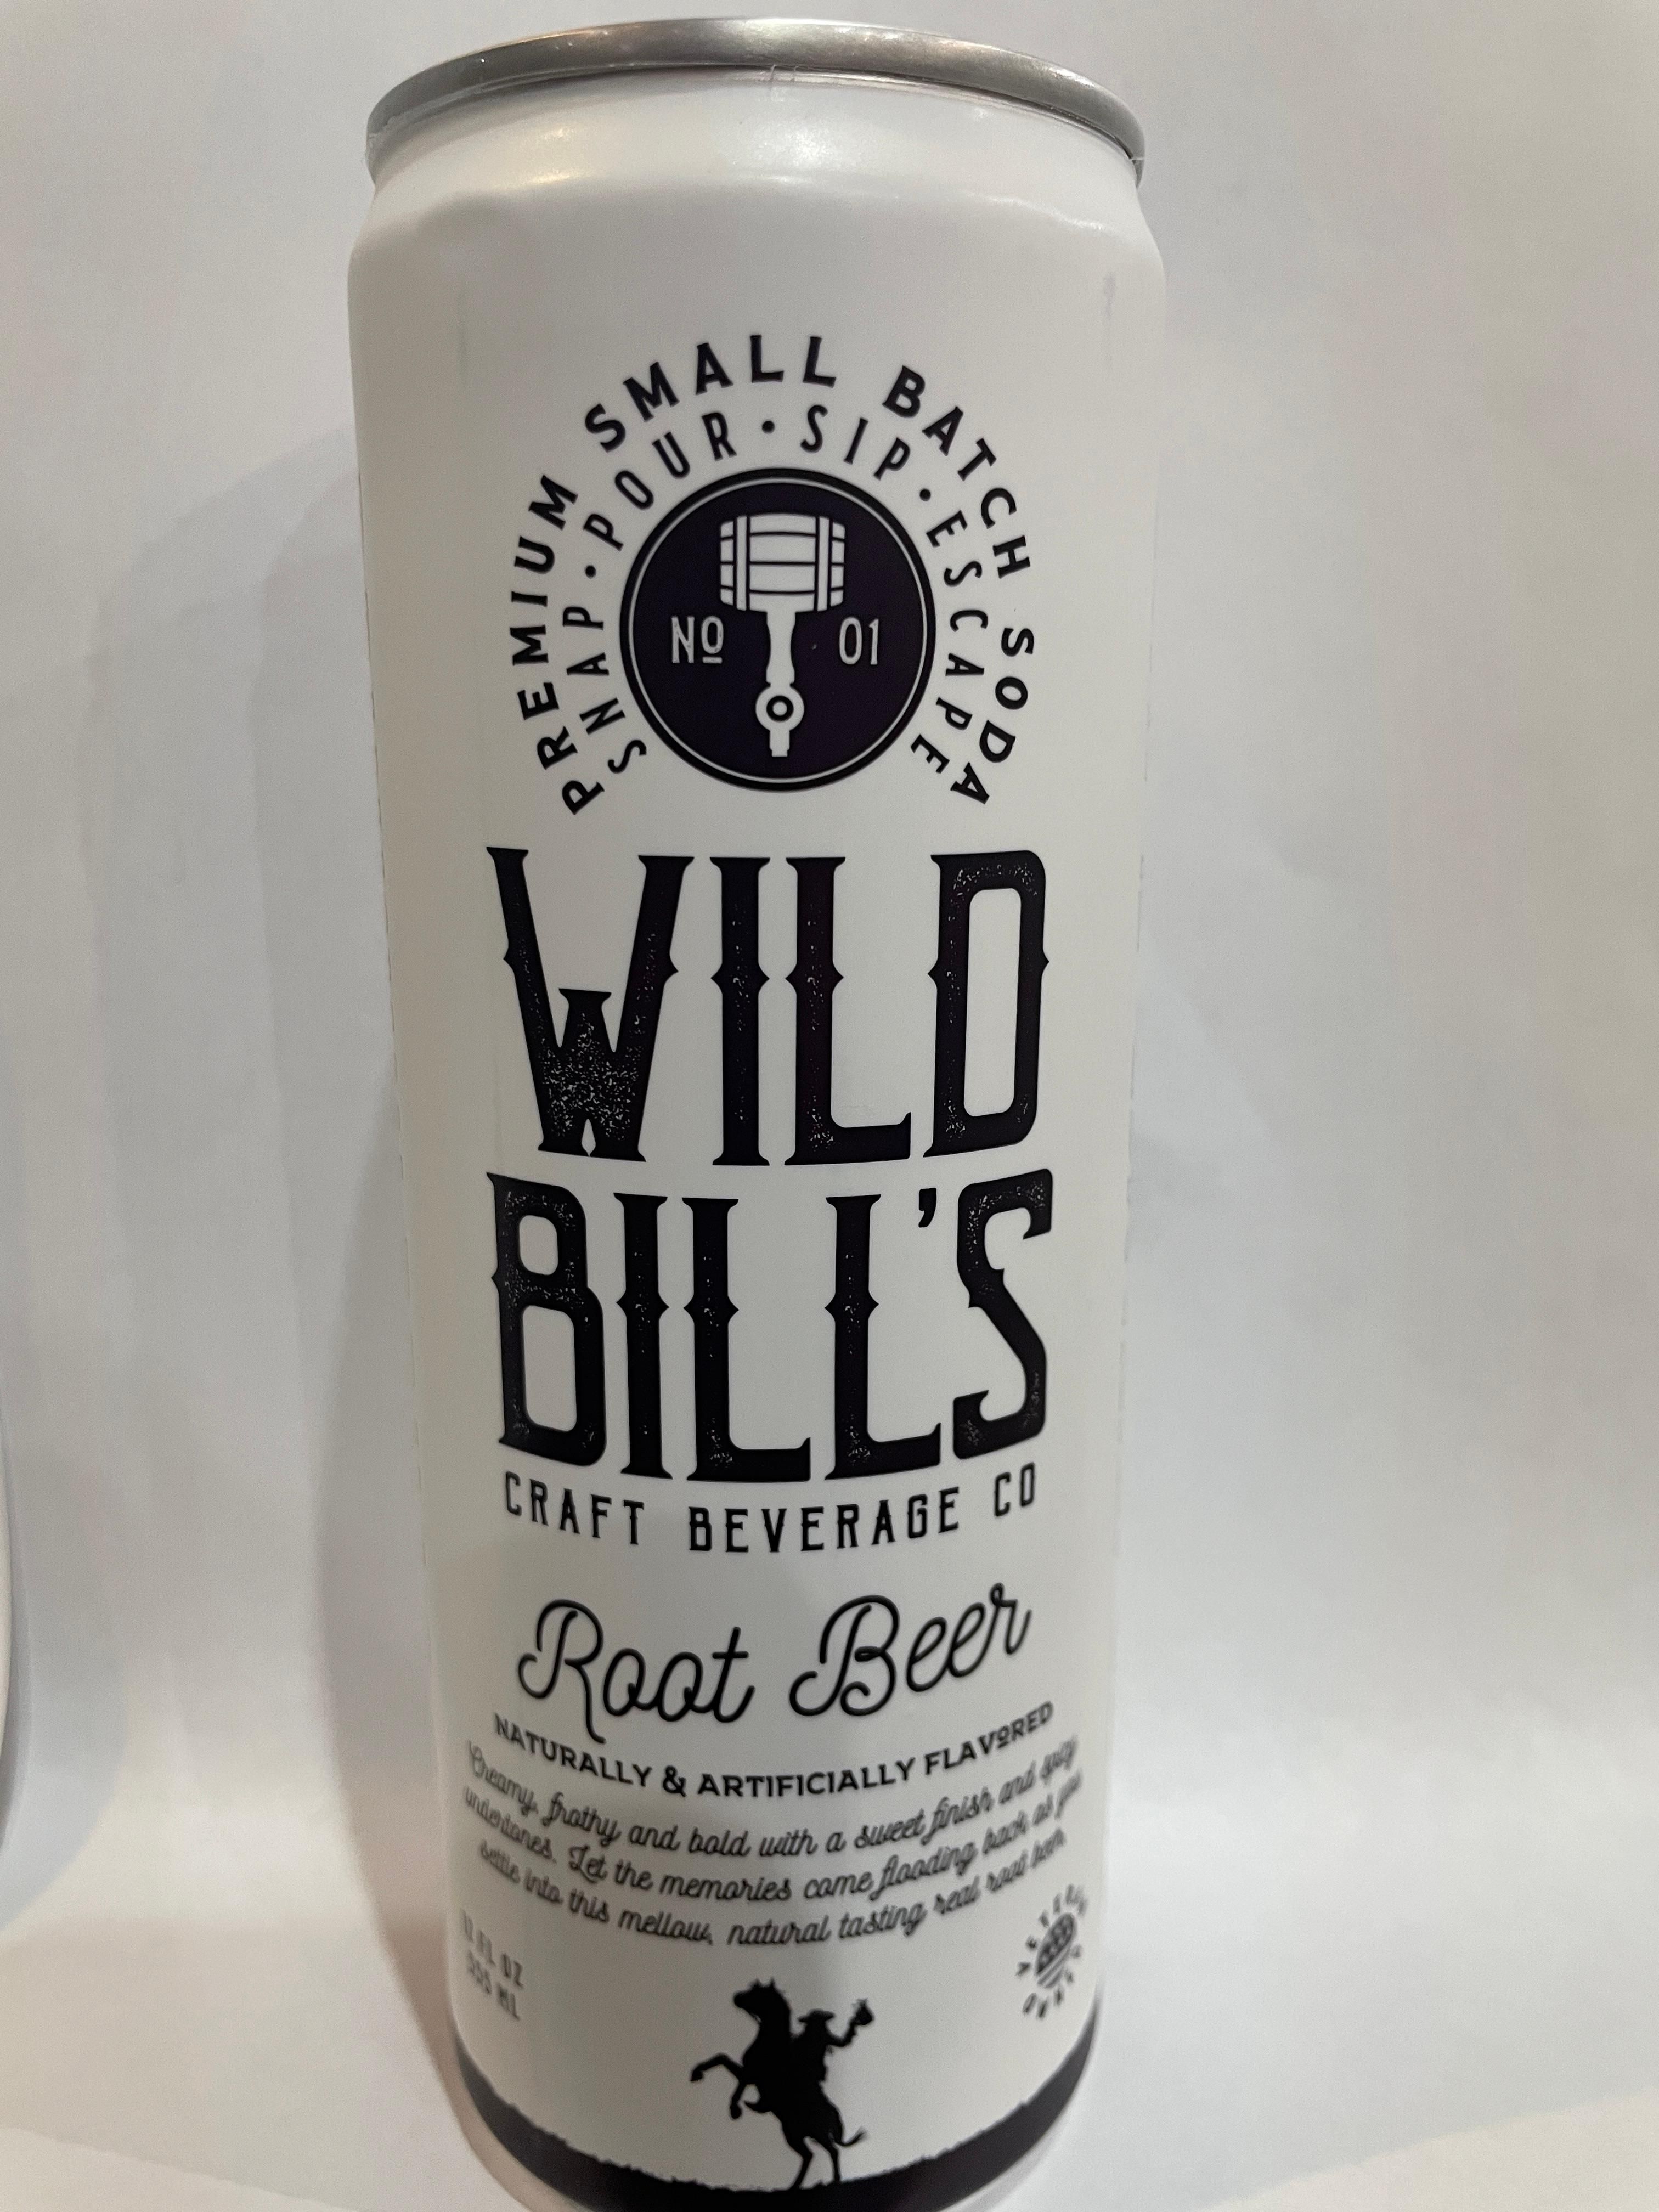 PREMIUM SMALL BATCH SODA
SNAP · POUR · SIP · ESCAPE
Nº 01
WILD
BILL'S
CRAFT BEVERAGE CO
Root Beer
NATURALLY & ARTIFICIALLY FLAVORED
Creamy, frothy and bold with a sweet finish and spicy
undertones. Let the memories come flooding back as you
settle into this mellow, natural tasting real root beer.
12 FL OZ
355 ML
VETERAN
OWNED